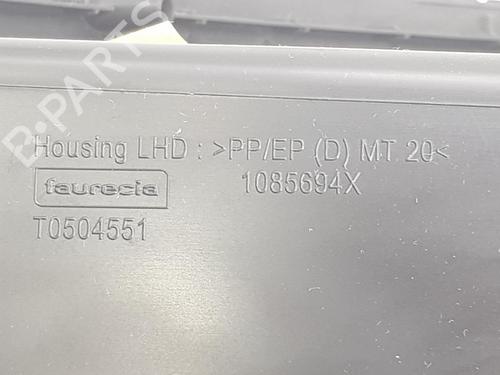 B-PARTS
Housing LHD : >PP/EP (D) MT 20<
faurecia 1085694X
T0504551